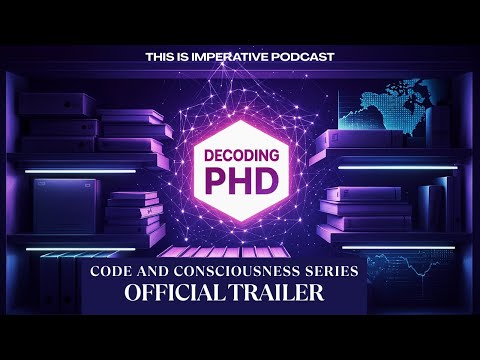 THIS IS IMPERATIVE PODCAST
DECODING
PHD
CODE AND CONSCIOUSNESS SERIES
OFFICIAL TRAILER